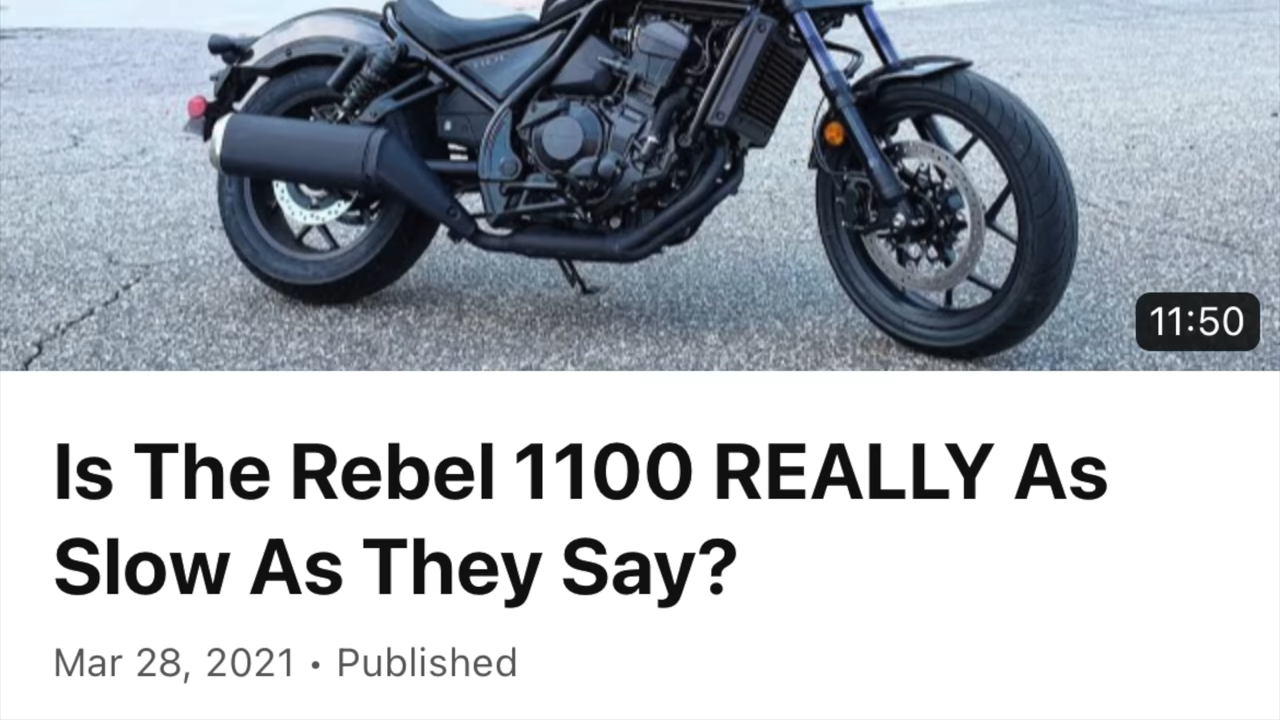 11:50
Is The Rebel 1100 REALLY As
Slow As They Say?
Mar 28, 2021 • Published